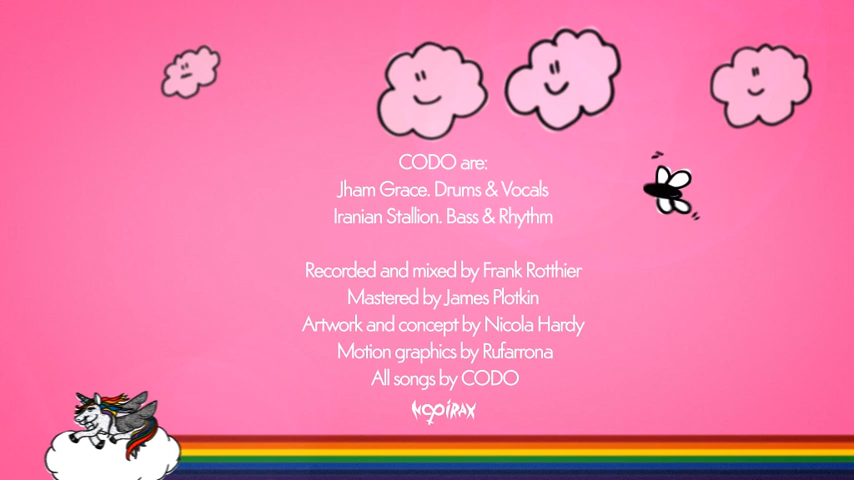 CODO are:
Jham Grace. Drums & Vocals
Iranian Stallion. Bass & Rhythm
Recorded and mixed by Frank Rotthier
Mastered by James Plotkin
Artwork and concept by Nicola Hardy
Motion graphics by Rufarrona
All songs by CODO
NOOIRAX